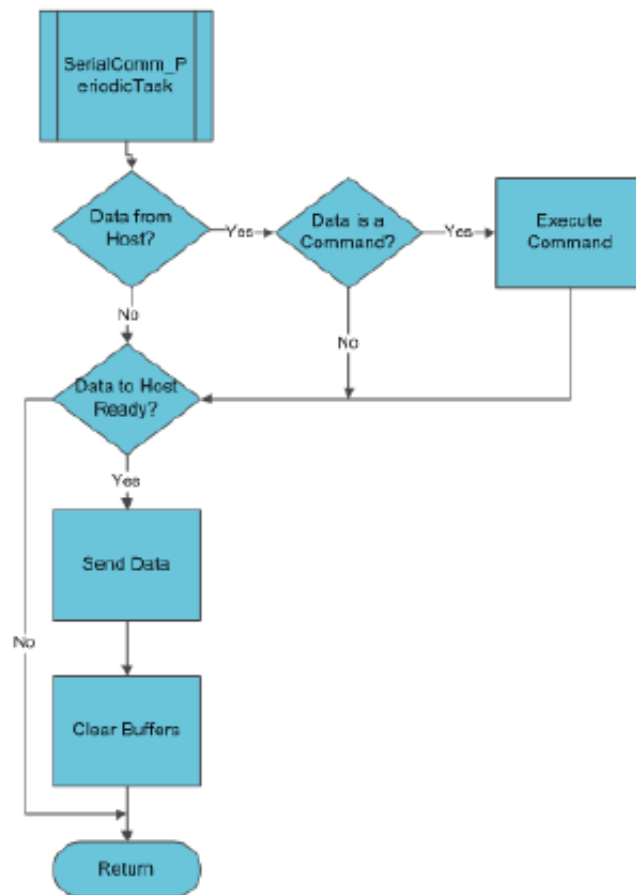 SerialComm_P
eriodicTask
Data from
Host?
Yes
Data is a
Command?
Yes
Execute
Command
No
No
Data to Host
Ready?
Yes
Send Data
No
Clear Buffers
Return